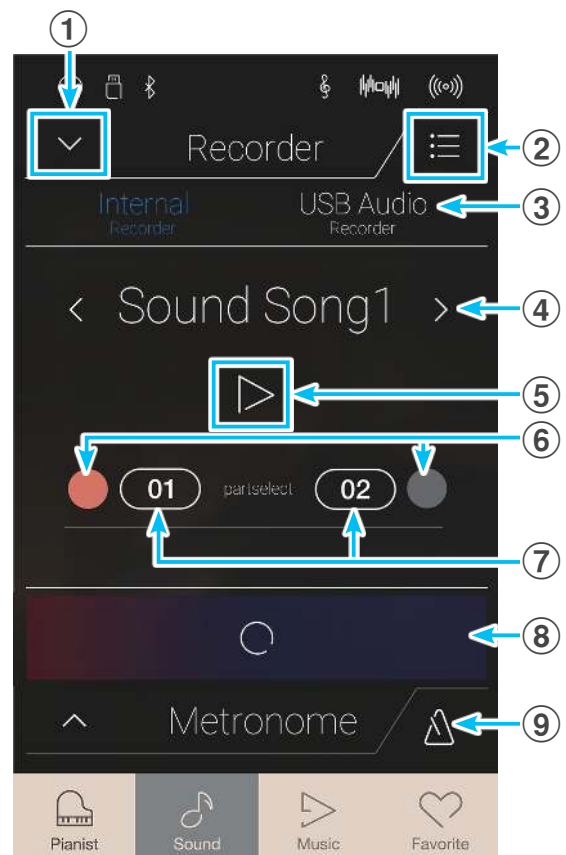 ①
Recorder
②
Internal
Recorder
USB Audio
Recorder
③
Sound Song1
④
⑤
⑥
01 partselect 02
⑦
⑧
Metronome
⑨
Pianist Sound Music Favorite